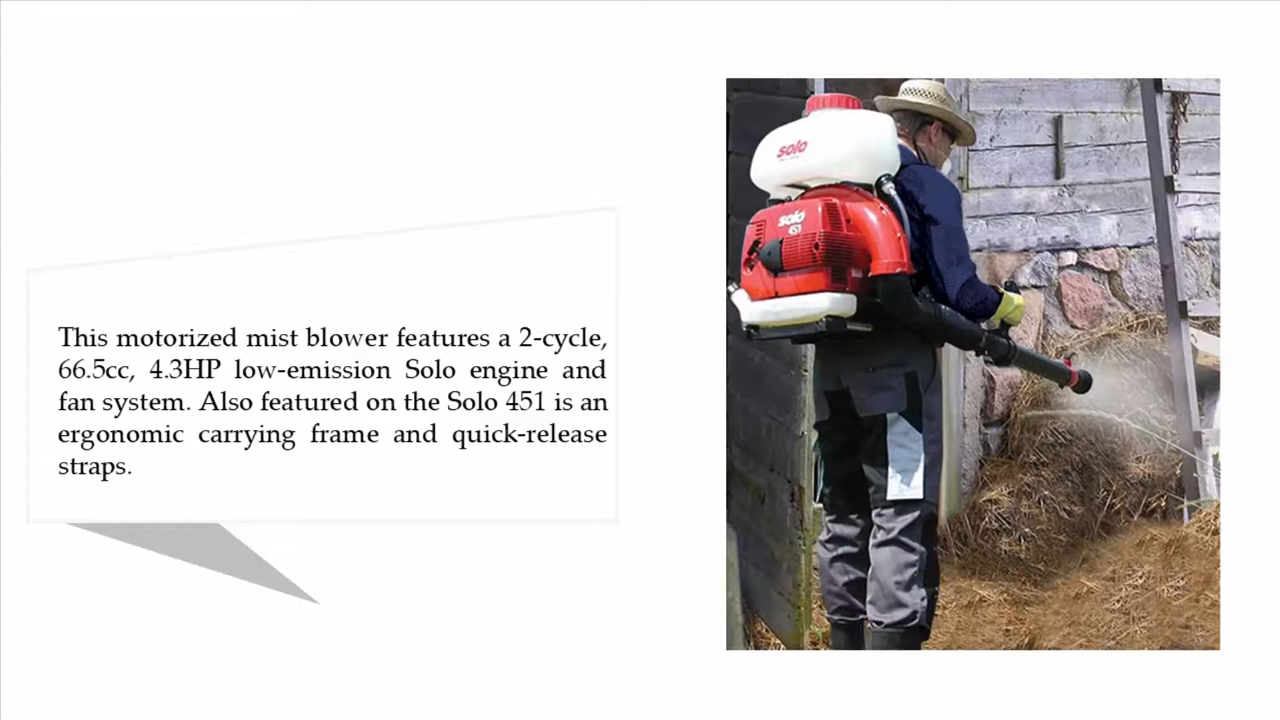 This motorized mist blower features a 2-cycle,
66.5cc, 4.3HP low-emission Solo engine and
fan system. Also featured on the Solo 451 is an
ergonomic carrying frame and quick-release
straps.
solo
solo
451